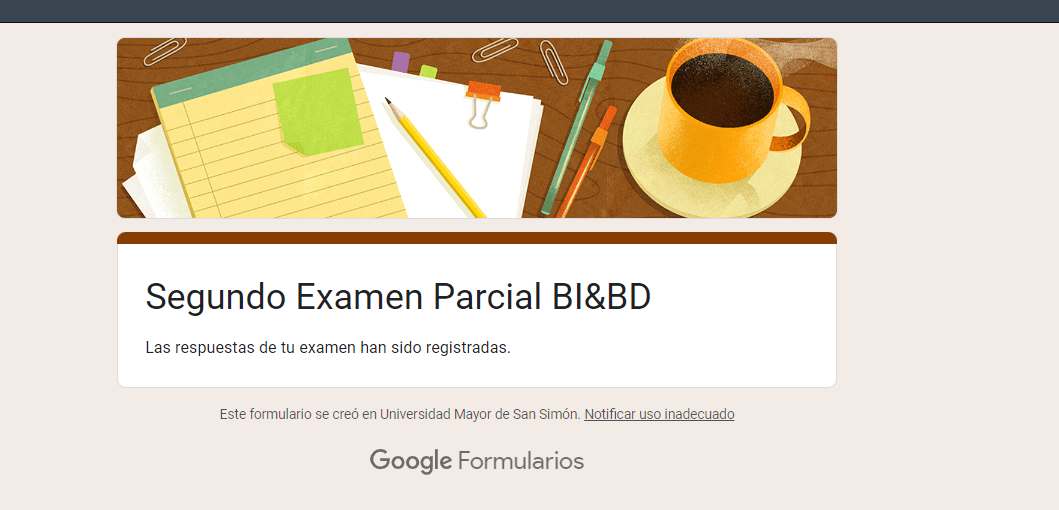 Segundo Examen Parcial BI&BD
Las respuestas de tu examen han sido registradas.
Este formulario se creó en Universidad Mayor de San Simón. Notificar uso inadecuado
Google Formularios